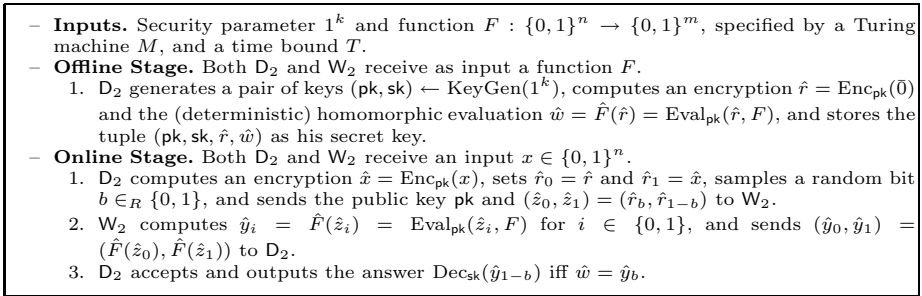 – Inputs. Security parameter 1^k and function F : {0, 1}^n → {0, 1}^m, specified by a Turing
machine M, and a time bound T.
– Offline Stage. Both D_2 and W_2 receive as input a function F.
1. D_2 generates a pair of keys (pk, sk) ← KeyGen(1^k), computes an encryption r̂ = Enc_pk(0̄)
and the (deterministic) homomorphic evaluation ŵ = F̂(r̂) = Eval_pk(r̂, F), and stores the
tuple (pk, sk, r̂, ŵ) as his secret key.
– Online Stage. Both D_2 and W_2 receive an input x ∈ {0, 1}^n.
1. D_2 computes an encryption x̂ = Enc_pk(x), sets r̂_0 = r̂ and r̂_1 = x̂, samples a random bit
b ∈_R {0, 1}, and sends the public key pk and (ẑ_0, ẑ_1) = (r̂_b, r̂_{1−b}) to W_2.
2. W_2 computes ŷ_i = F̂(ẑ_i) = Eval_pk(ẑ_i, F) for i ∈ {0, 1}, and sends (ŷ_0, ŷ_1) =
(F̂(ẑ_0), F̂(ẑ_1)) to D_2.
3. D_2 accepts and outputs the answer Dec_sk(ŷ_{1−b}) iff ŵ = ŷ_b.